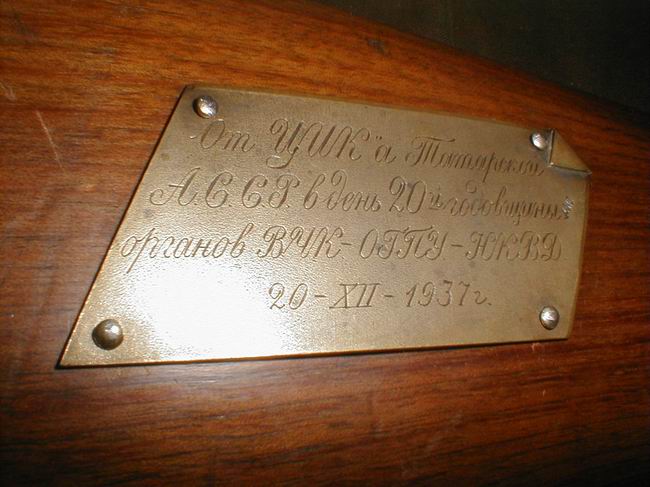 От ЦИК"а Татарской
А.С.С.Р. в день 20й годовщины
органов ВЧК-ОГПУ-НКВД
20-XII-1937г.